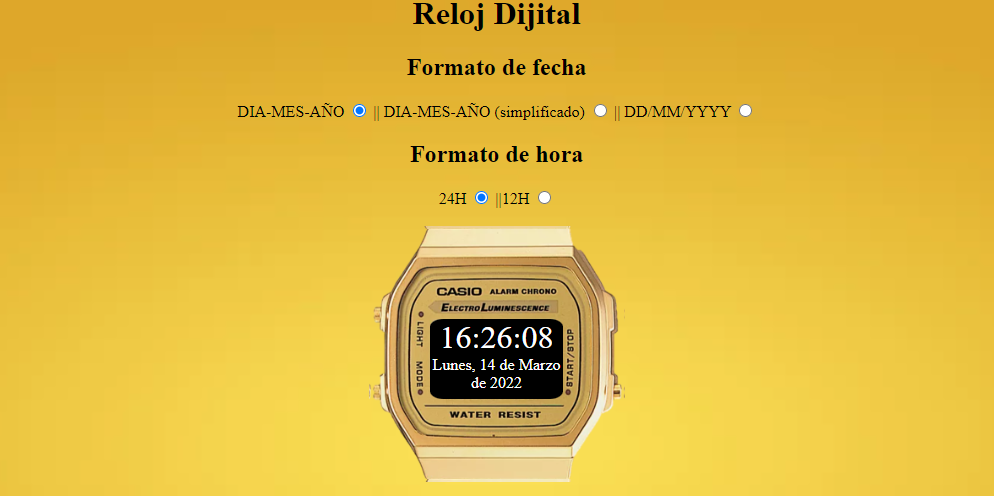 Reloj Dijital
Formato de fecha
DIA-MES-AÑO || DIA-MES-AÑO (simplificado) || DD/MM/YYYY
Formato de hora
24H ||12H
CASIO ALARM CHRONO
ELECTROLUMINESCENCE
LIGHT
MODE
16:26:08
Lunes, 14 de Marzo
de 2022
START/STOP
WATER RESIST